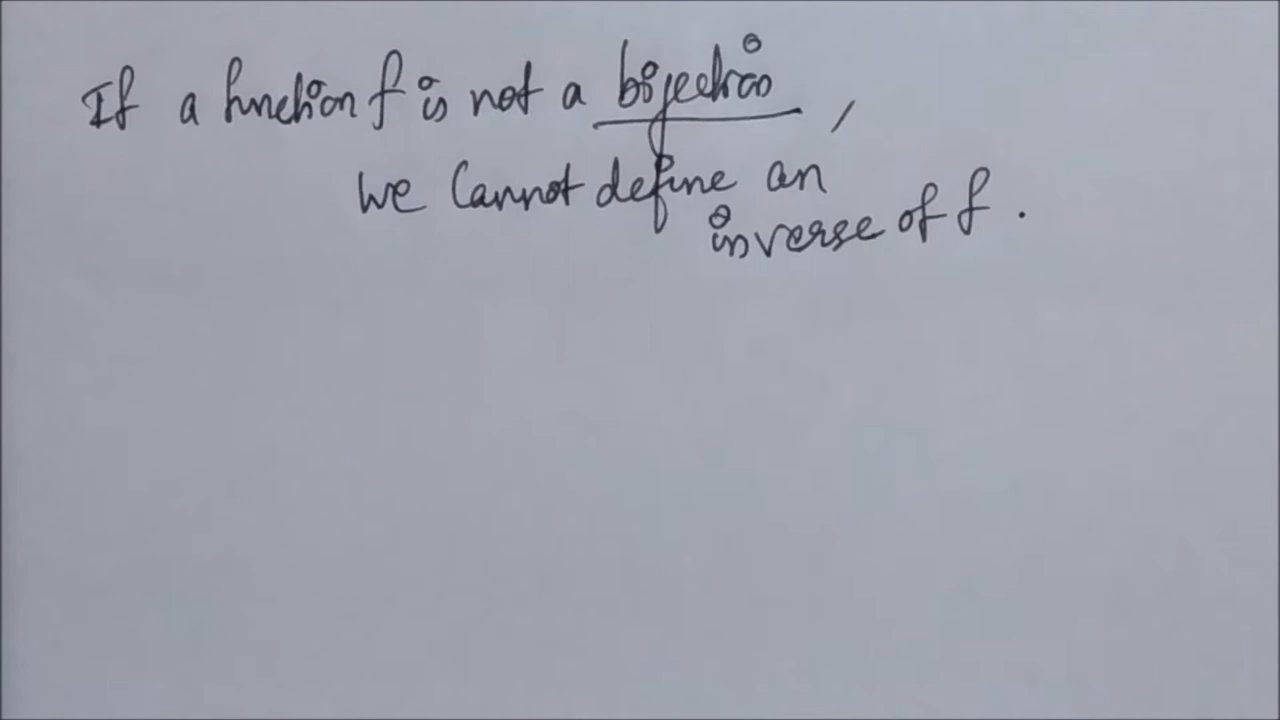 If a function f is not a bijection,
we cannot define an
inverse of f.